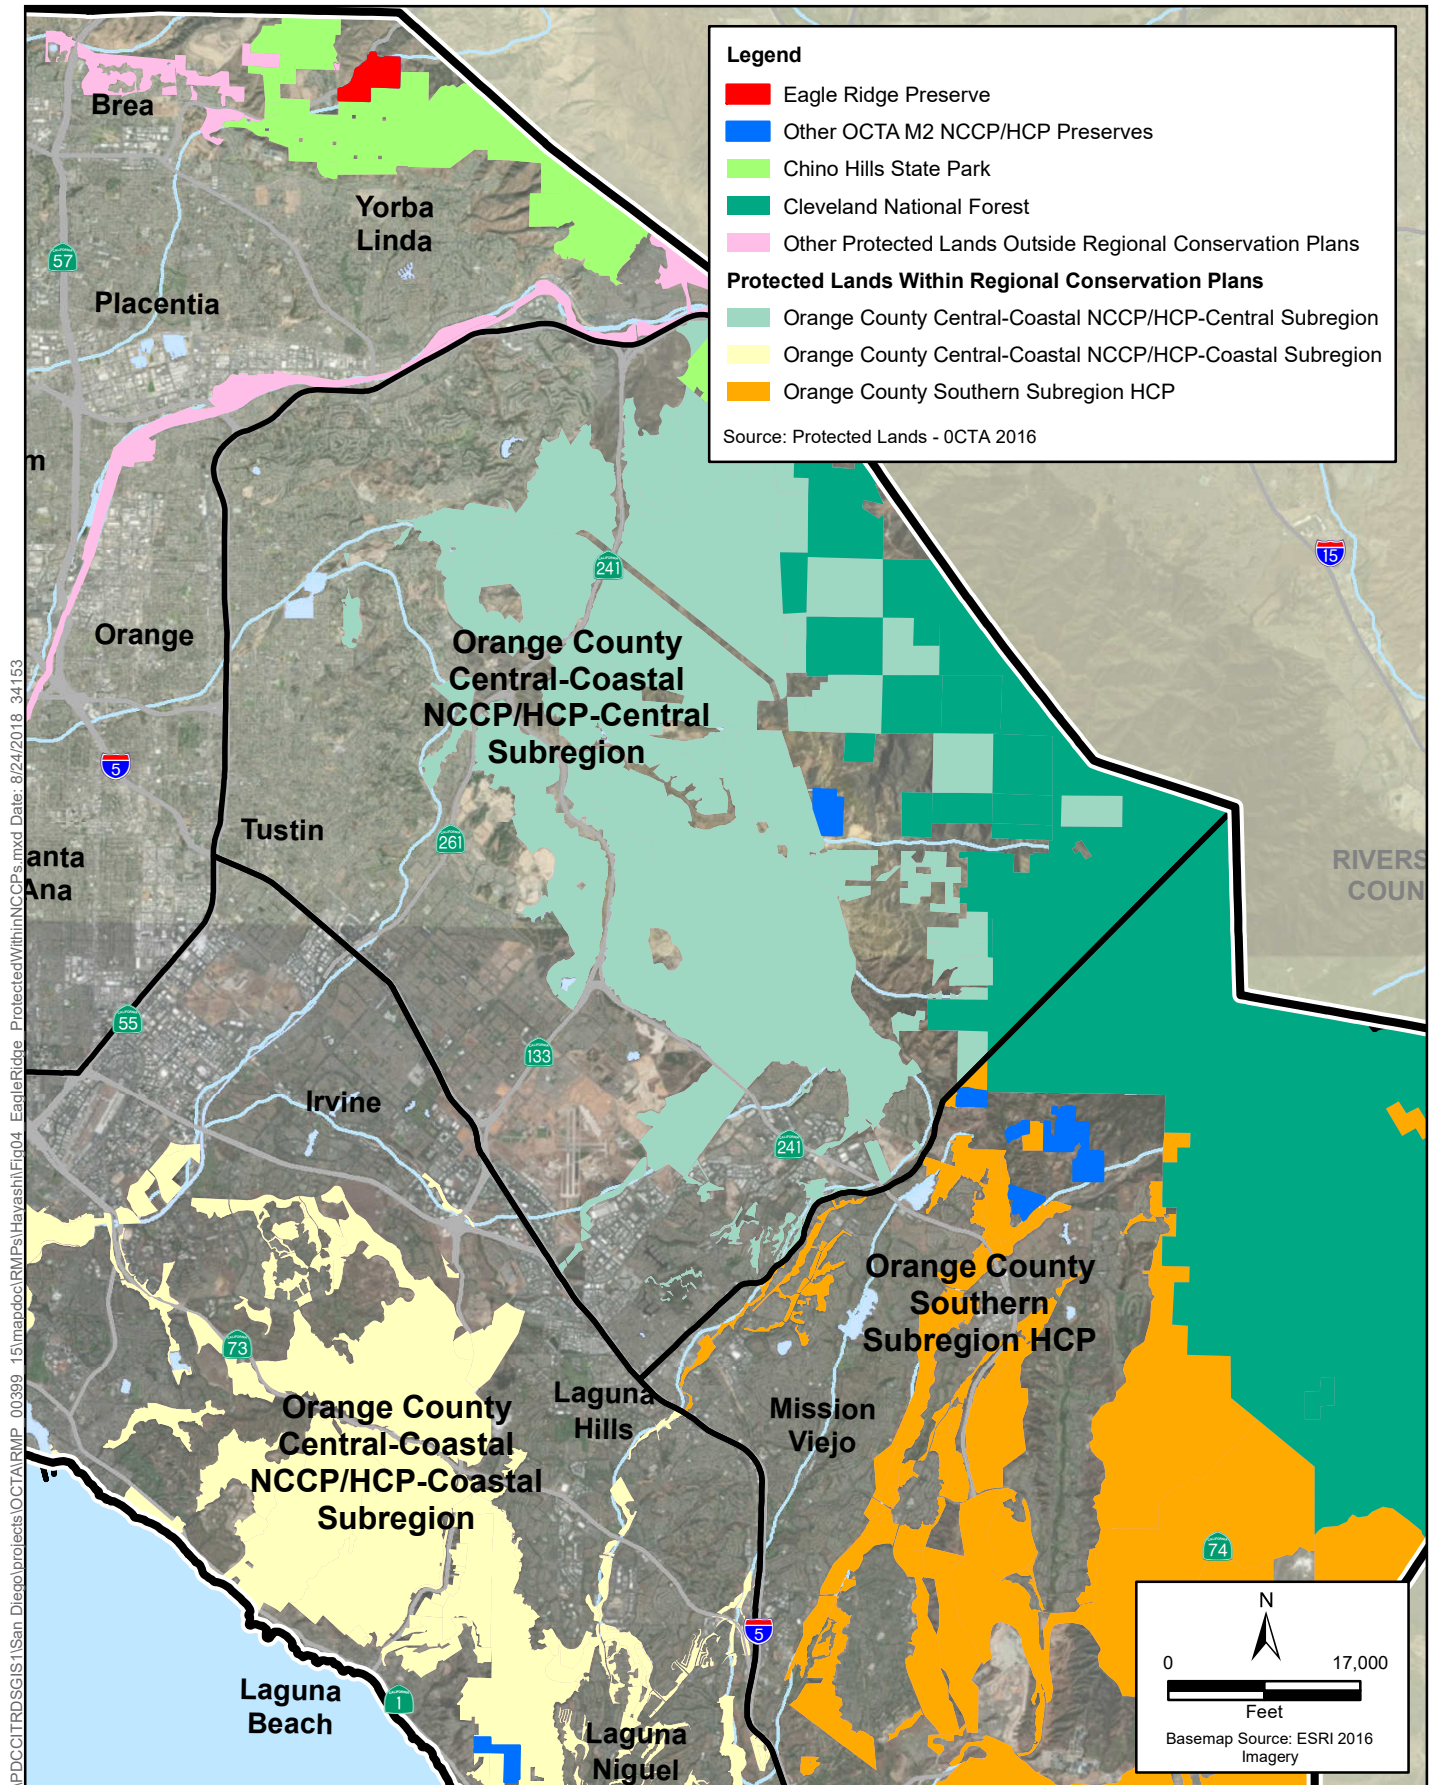 Legend
Eagle Ridge Preserve
Other OCTA M2 NCCP/HCP Preserves
Chino Hills State Park
Cleveland National Forest
Other Protected Lands Outside Regional Conservation Plans
Protected Lands Within Regional Conservation Plans
Orange County Central-Coastal NCCP/HCP-Central Subregion
Orange County Central-Coastal NCCP/HCP-Coastal Subregion
Orange County Southern Subregion HCP
Source: Protected Lands - 0CTA 2016
Brea
Yorba
Linda
57
Placentia
m
15
241
Orange
Orange County
Central-Coastal
NCCP/HCP-Central
Subregion
5
Tustin
261
anta
Ana
RIVERS
COUN
55
133
Irvine
241
Orange County
Southern
Subregion HCP
73
Laguna
Hills
Mission
Viejo
Orange County
Central-Coastal
NCCP/HCP-Coastal
Subregion
74
5
Laguna
Beach
1
Laguna
Niguel
N
0 17,000
Feet
Basemap Source: ESRI 2016
Imagery
\PDCCITRDSGIS1\San Diego\projects\OCTA\RMP_00399_15\mapdoc\RMPs\Hayashi\Fig04_EagleRidge_ProtectedWithinNCCPs.mxd Date: 8/24/2018 34153